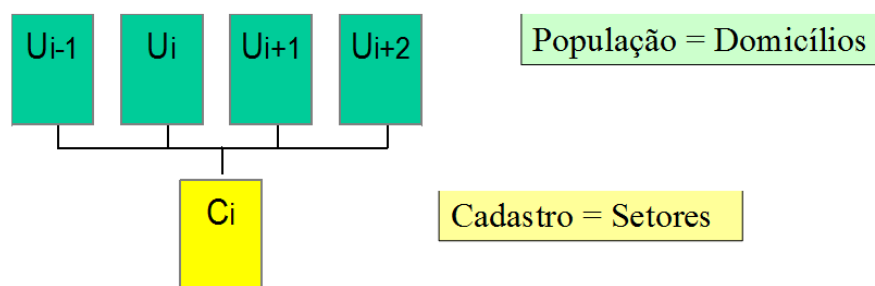 Ui-1 Ui Ui+1 Ui+2
População = Domicílios
Ci
Cadastro = Setores